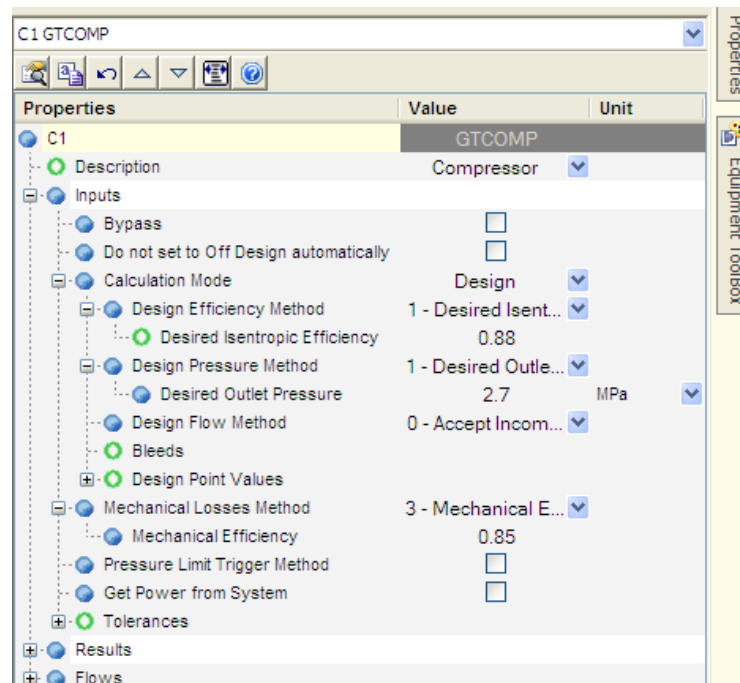 C1 GTCOMP
Properties Value Unit
C1 GTCOMP
Description Compressor
Inputs
Bypass
Do not set to Off Design automatically
Calculation Mode Design
Design Efficiency Method 1 - Desired Isent...
Desired Isentropic Efficiency 0.88
Design Pressure Method 1 - Desired Outle...
Desired Outlet Pressure 2.7 MPa
Design Flow Method 0 - Accept Incom...
Bleeds
Design Point Values
Mechanical Losses Method 3 - Mechanical E...
Mechanical Efficiency 0.85
Pressure Limit Trigger Method
Get Power from System
Tolerances
Results
Flows
Properties
Equipment ToolBox